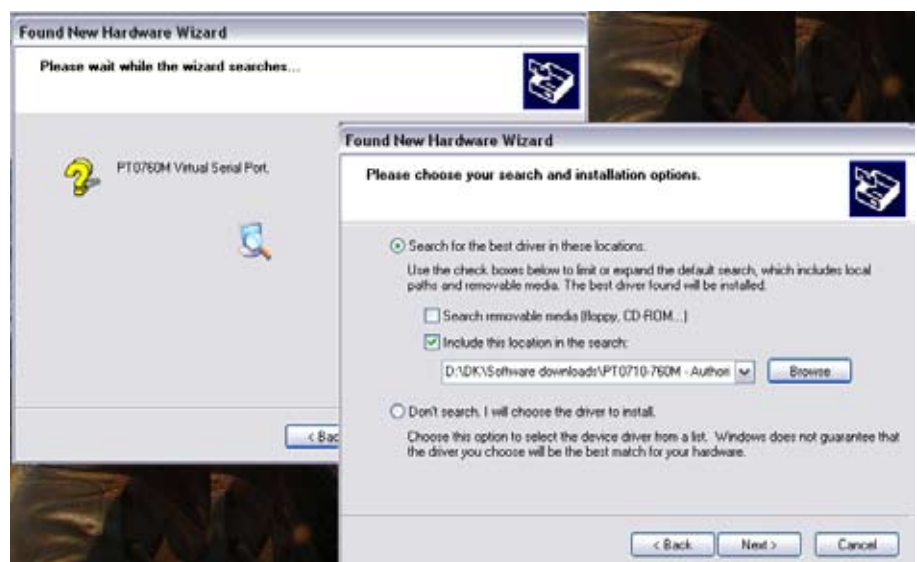 Found New Hardware Wizard
Please wait while the wizard searches...
PT0760M Virtual Serial Port.
< Bac
Found New Hardware Wizard
Please choose your search and installation options.
Search for the best driver in these locations.
Use the check boxes below to limit or expand the default search, which includes local
paths and removable media. The best driver found will be installed.
Search removable media (floppy, CD-ROM...)
Include this location in the search:
D:\DK\Software downloads\PT0710-760M - Authori
Browse
Don't search. I will choose the driver to install.
Choose this option to select the device driver from a list. Windows does not guarantee that
the driver you choose will be the best match for your hardware.
< Back
Next >
Cancel